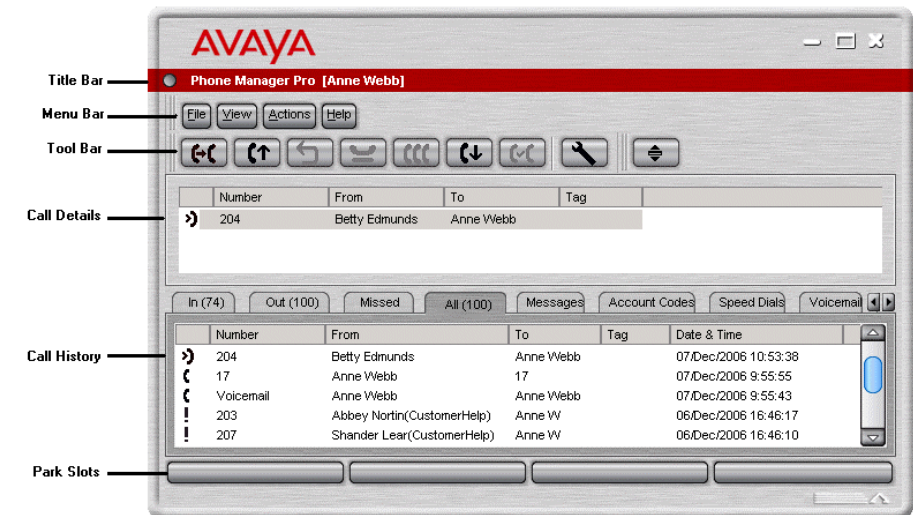 AVAYA
Title Bar
Phone Manager Pro [Anne Webb]
Menu Bar
File View Actions Help
Tool Bar
Number From To Tag
Call Details
204 Betty Edmunds Anne Webb
In (74) Out (100) Missed All (100) Messages Account Codes Speed Dials Voicemail
Number From To Tag Date & Time
Call History
204 Betty Edmunds Anne Webb 07/Dec/2006 10:53:38
17 Anne Webb 17 07/Dec/2006 9:55:55
Voicemail Anne Webb Anne Webb 07/Dec/2006 9:55:43
203 Abbey Nortin(CustomerHelp) Anne W 06/Dec/2006 16:46:17
207 Shander Lear(CustomerHelp) Anne W 06/Dec/2006 16:46:10
Park Slots